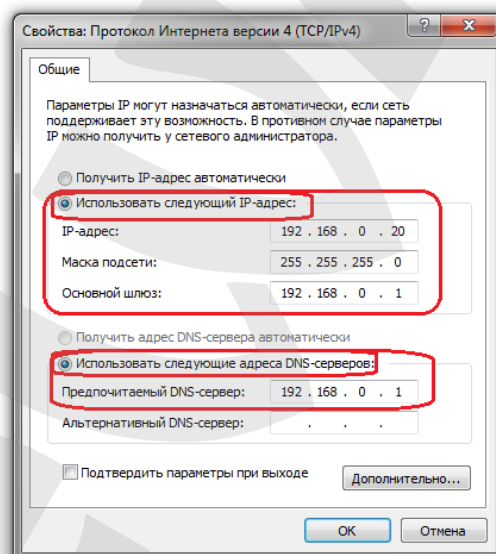 Свойства: Протокол Интернета версии 4 (TCP/IPv4)
Общие
Параметры IP могут назначаться автоматически, если сеть
поддерживает эту возможность. В противном случае параметры
IP можно получить у сетевого администратора.
Получить IP-адрес автоматически
Использовать следующий IP-адрес:
IP-адрес: 192 . 168 . 0 . 20
Маска подсети: 255 . 255 . 255 . 0
Основной шлюз: 192 . 168 . 0 . 1
Получить адрес DNS-сервера автоматически
Использовать следующие адреса DNS-серверов:
Предпочитаемый DNS-сервер: 192 . 168 . 0 . 1
Альтернативный DNS-сервер: . . .
Подтвердить параметры при выходе
Дополнительно...
ОК Отмена